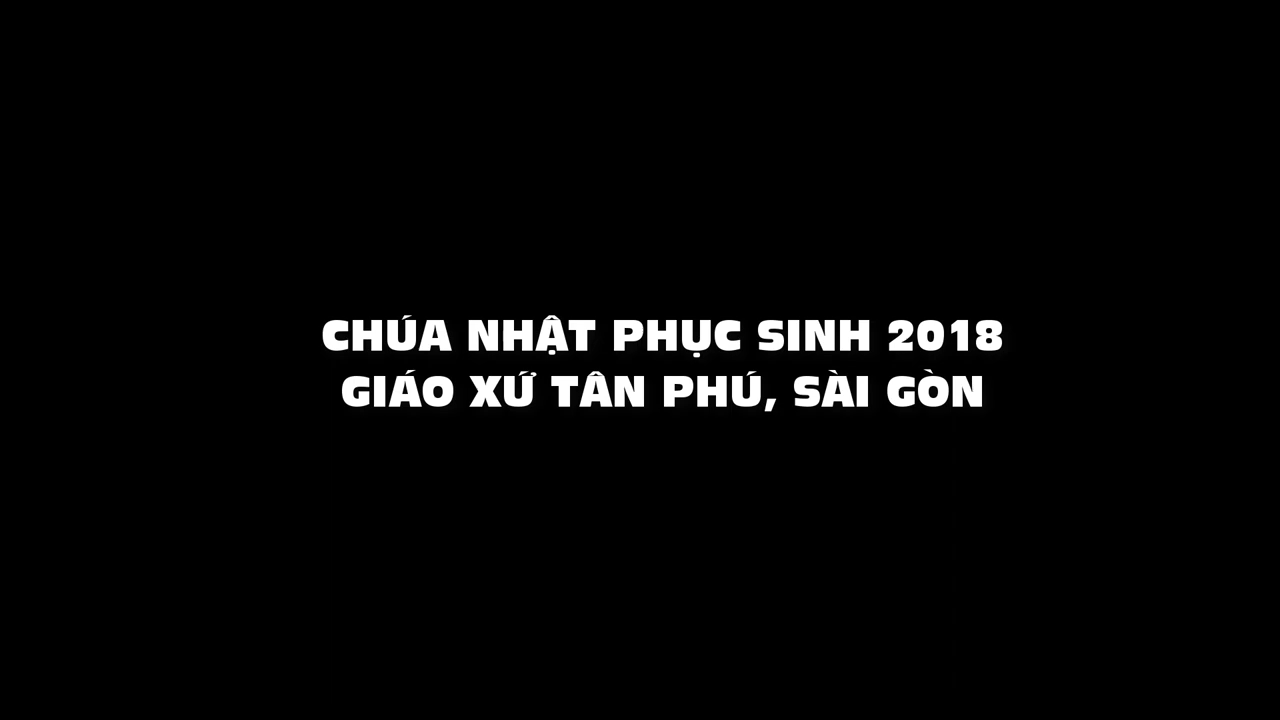 CHÚA NHẬT PHỤC SINH 2018
GIÁO XỨ TÂN PHÚ, SÀI GÒN